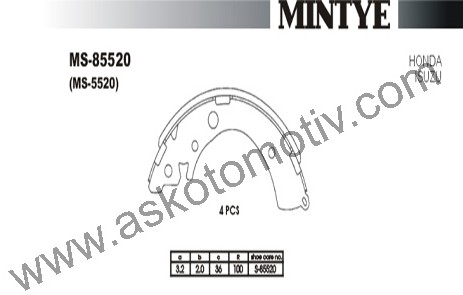 MINTYE
MS-85520
(MS-5520)
HONDA
ISUZU
www.askotomotiv.com
4 PCS
a b c R shoe case no.
3.2 2.0 36 100 S-85520